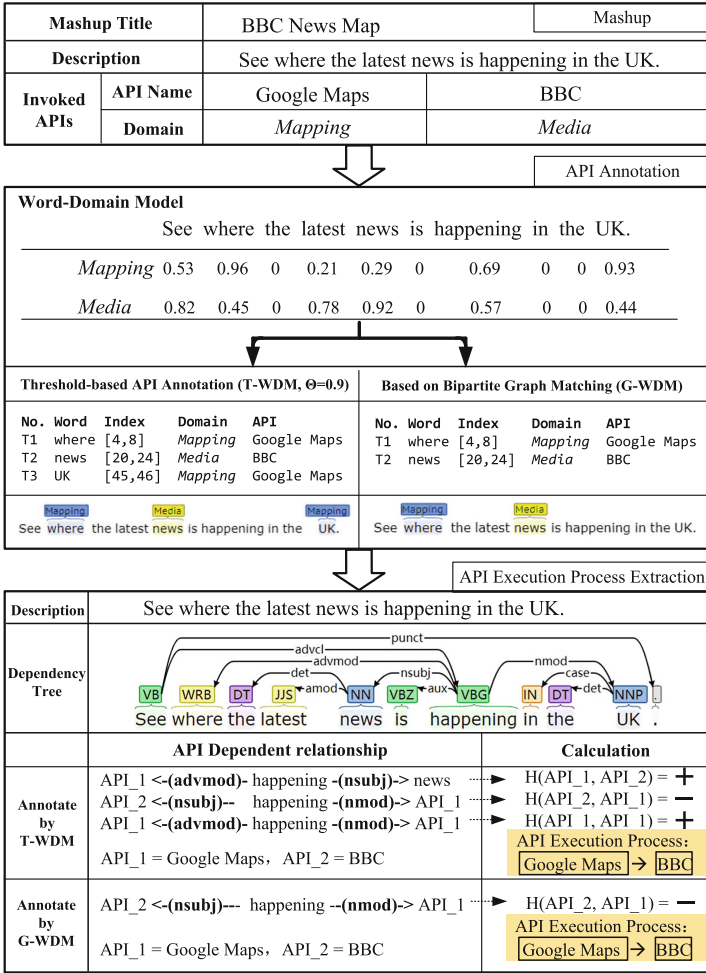 Mashup
Mashup Title BBC News Map
Description See where the latest news is happening in the UK.
Invoked APIs API Name Google Maps BBC
Domain Mapping Media
API Annotation
Word-Domain Model
See where the latest news is happening in the UK.
Mapping 0.53 0.96 0 0.21 0.29 0 0.69 0 0 0.93
Media 0.82 0.45 0 0.78 0.92 0 0.57 0 0 0.44
Threshold-based API Annotation (T-WDM, Θ=0.9)
No. Word Index Domain API
T1 where [4,8] Mapping Google Maps
T2 news [20,24] Media BBC
T3 UK [45,46] Mapping Google Maps
Mapping Media Mapping
See where the latest news is happening in the UK.
Based on Bipartite Graph Matching (G-WDM)
No. Word Index Domain API
T1 where [4,8] Mapping Google Maps
T2 news [20,24] Media BBC
Mapping Media
See where the latest news is happening in the UK.
API Execution Process Extraction
Description See where the latest news is happening in the UK.
Dependency Tree
punct
advcl
advmod nmod
det nsubj case
amod aux det
VB WRB DT JJS NN VBZ VBG IN DT NNP .
See where the latest news is happening in the UK .
API Dependent relationship Calculation
Annotate by T-WDM
API_1 <-(advmod)- happening -(nsubj)-> news H(API_1, API_2) = +
API_2 <-(nsubj)-- happening -(nmod)-> API_1 H(API_2, API_1) = −
API_1 <-(advmod)- happening -(nmod)-> API_1 H(API_1, API_1) = +
API_1 = Google Maps, API_2 = BBC
API Execution Process:
Google Maps → BBC
Annotate by G-WDM
API_2 <-(nsubj)--- happening --(nmod)-> API_1 H(API_2, API_1) = −
API_1 = Google Maps, API_2 = BBC
API Execution Process:
Google Maps → BBC